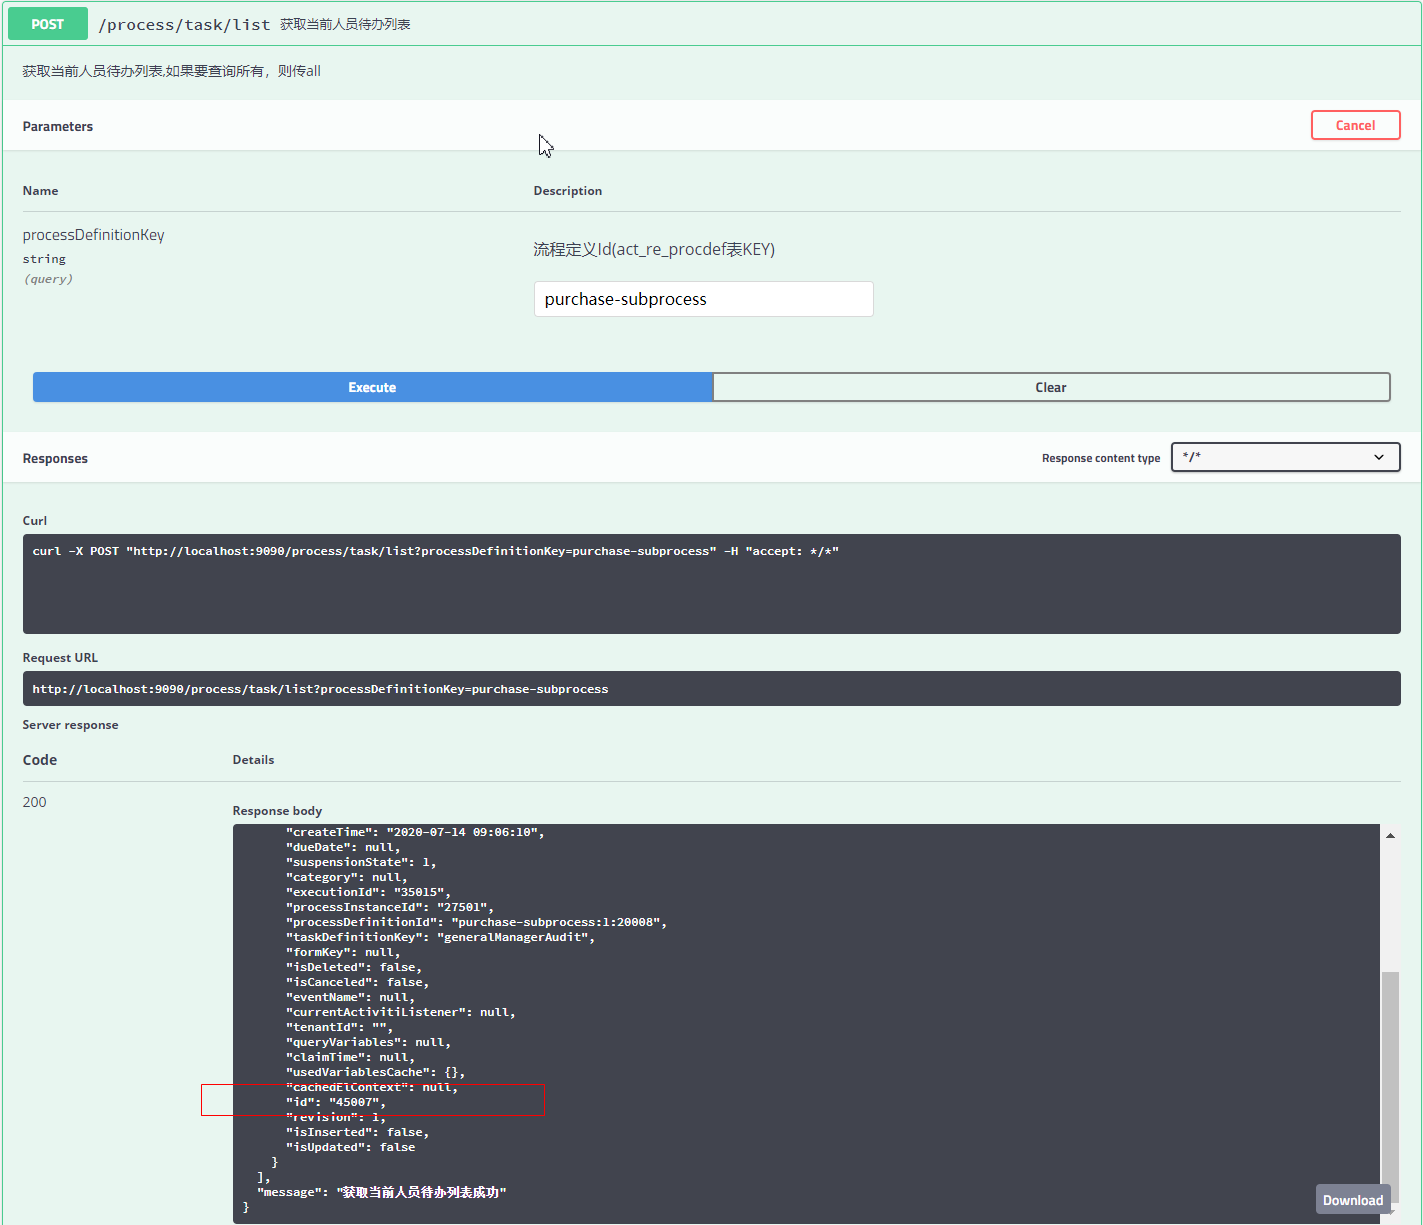 POST /process/task/list 获取当前人员待办列表
获取当前人员待办列表,如果要查询所有，则传all
Parameters
Cancel
Name Description
processDefinitionKey
string
(query)
流程定义Id(act_re_procdef表KEY)
purchase-subprocess
Execute Clear
Responses
Response content type */*
Curl
curl -X POST "http://localhost:9090/process/task/list?processDefinitionKey=purchase-subprocess" -H "accept: */*"
Request URL
http://localhost:9090/process/task/list?processDefinitionKey=purchase-subprocess
Server response
Code Details
200
Response body
"createTime": "2020-07-14 09:06:10",
"dueDate": null,
"suspensionState": 1,
"category": null,
"executionId": "35015",
"processInstanceId": "27501",
"processDefinitionId": "purchase-subprocess:1:20008",
"taskDefinitionKey": "generalManagerAudit",
"formKey": null,
"isDeleted": false,
"isCanceled": false,
"eventName": null,
"currentActivitiListener": null,
"tenantId": "",
"queryVariables": null,
"claimTime": null,
"usedVariablesCache": {},
"cachedElContext": null,
"id": "45007",
"revision": 1,
"isInserted": false,
"isUpdated": false
}
],
"message": "获取当前人员待办列表成功"
}
Download